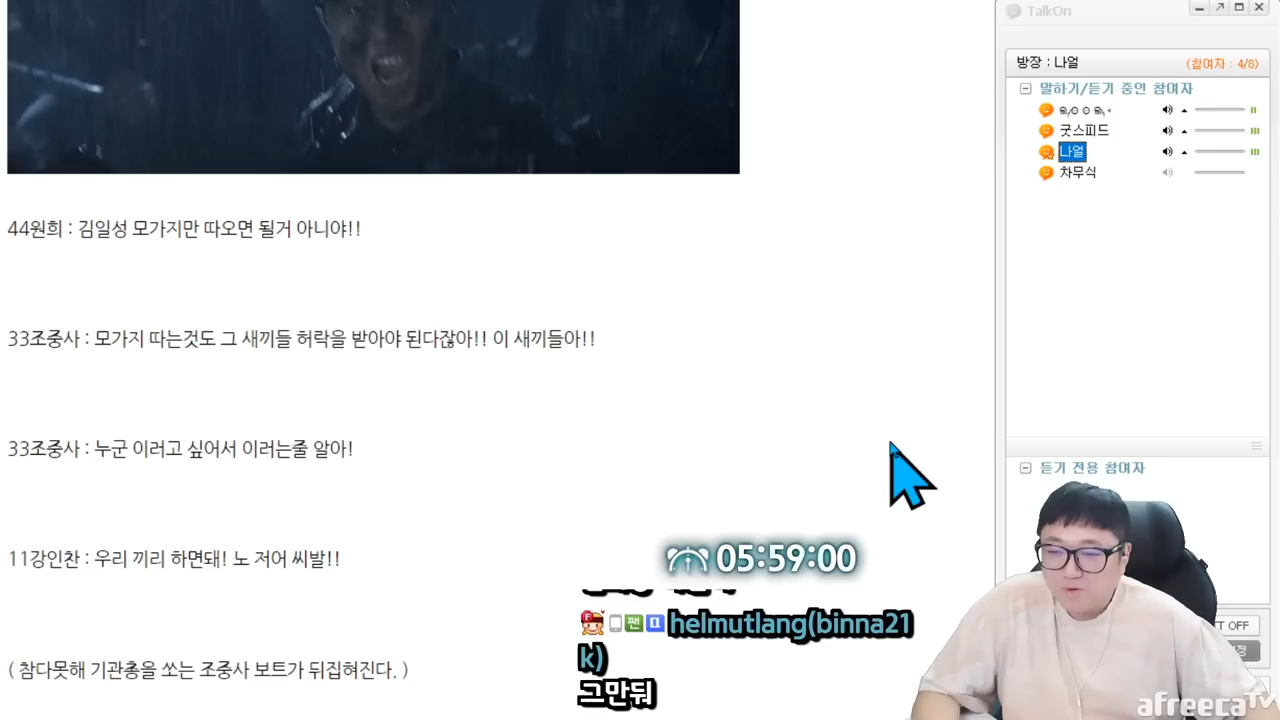 44원희 : 김일성 모가지만 따오면 될거 아니야!!
33조중사 : 모가지 따는것도 그 새끼들 허락을 받아야 된다잖아!! 이 새끼들아!!
33조중사 : 누군 이러고 싶어서 이러는줄 알아!
11강인찬 : 우리 끼리 하면돼! 노 저어 씨발!!
( 참다못해 기관총을 쏘는 조중사 보트가 뒤집혀진다. )
05:59:00
helmutlang(binna21
k)
그만둬
TalkOn
방장 : 나얼
(참여자 : 4/8)
말하기/듣기 중인 참여자
굿스피드
나얼
차무식
듣기 전용 참여자
OFF
afreecaTV